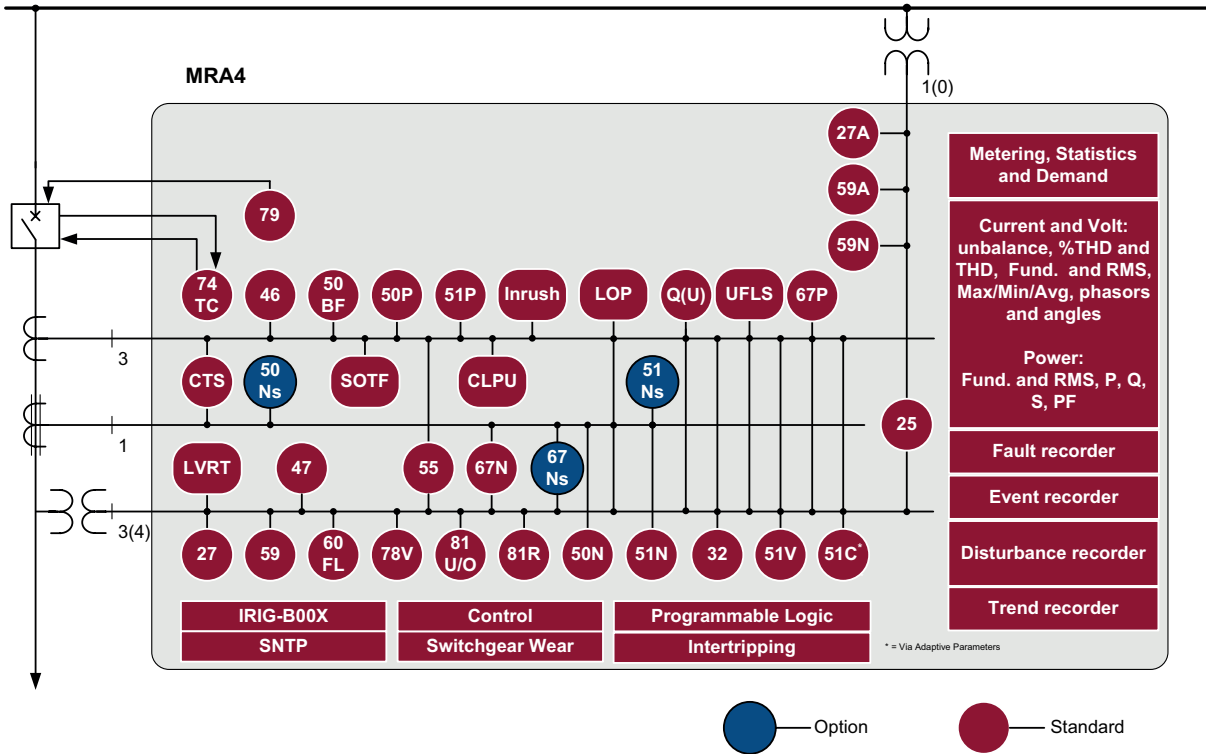 MRA4
1(0)
27A
59A
59N
79
74
TC
46
50
BF
50P
51P
Inrush
LOP
Q(U)
UFLS
67P
3
CTS
50
Ns
SOTF
CLPU
51
Ns
25
1
LVRT
47
55
67N
67
Ns
3(4)
27
59
60
FL
78V
81
U/O
81R
50N
51N
32
51V
51C*
Metering, Statistics
and Demand
Current and Volt:
unbalance, %THD and
THD, Fund. and RMS,
Max/Min/Avg, phasors
and angles
Power:
Fund. and RMS, P, Q,
S, PF
Fault recorder
Event recorder
Disturbance recorder
Trend recorder
IRIG-B00X
Control
Programmable Logic
SNTP
Switchgear Wear
Intertripping
* = Via Adaptive Parameters
Option
Standard